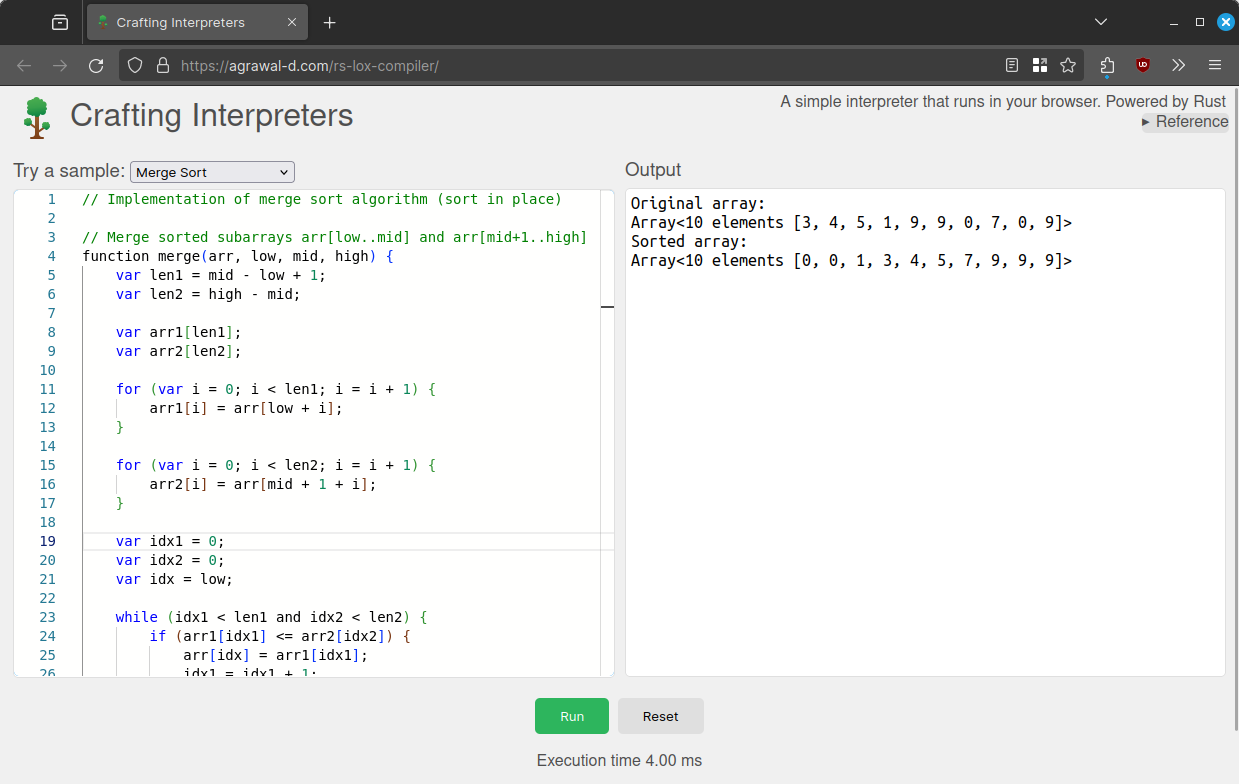 Crafting Interpreters
https://agrawal-d.com/rs-lox-compiler/
Crafting Interpreters
A simple interpreter that runs in your browser. Powered by Rust
▸ Reference
Try a sample: Merge Sort
1 // Implementation of merge sort algorithm (sort in place)
2
3 // Merge sorted subarrays arr[low..mid] and arr[mid+1..high]
4 function merge(arr, low, mid, high) {
5     var len1 = mid - low + 1;
6     var len2 = high - mid;
7
8     var arr1[len1];
9     var arr2[len2];
10
11     for (var i = 0; i < len1; i = i + 1) {
12         arr1[i] = arr[low + i];
13     }
14
15     for (var i = 0; i < len2; i = i + 1) {
16         arr2[i] = arr[mid + 1 + i];
17     }
18
19     var idx1 = 0;
20     var idx2 = 0;
21     var idx = low;
22
23     while (idx1 < len1 and idx2 < len2) {
24         if (arr1[idx1] <= arr2[idx2]) {
25             arr[idx] = arr1[idx1];
26             idx1 = idx1 + 1;
Output
Original array:
Array<10 elements [3, 4, 5, 1, 9, 9, 0, 7, 0, 9]>
Sorted array:
Array<10 elements [0, 0, 1, 3, 4, 5, 7, 9, 9, 9]>
Run
Reset
Execution time 4.00 ms